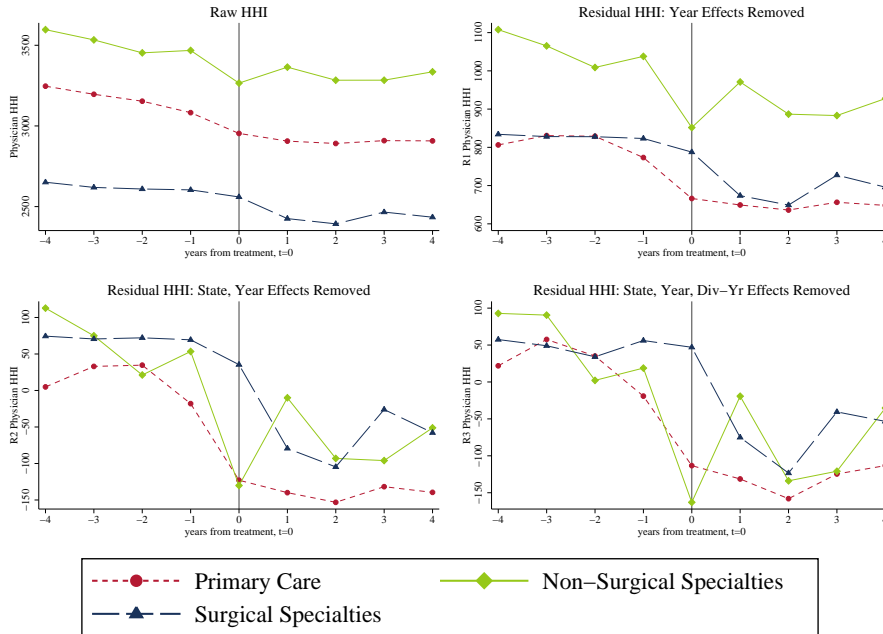 Raw HHI
Physician HHI
3500
3000
2500
−4 −3 −2 −1 0 1 2 3 4
years from treatment, t=0
Residual HHI: Year Effects Removed
R1 Physician HHI
1100
1000
900
800
700
600
−4 −3 −2 −1 0 1 2 3 4
years from treatment, t=0
Residual HHI: State, Year Effects Removed
R2 Physician HHI
100
50
0
−50
−100
−150
−4 −3 −2 −1 0 1 2 3 4
years from treatment, t=0
Residual HHI: State, Year, Div−Yr Effects Removed
R3 Physician HHI
100
50
0
−50
−100
−150
−4 −3 −2 −1 0 1 2 3 4
years from treatment, t=0
Primary Care
Non−Surgical Specialties
Surgical Specialties